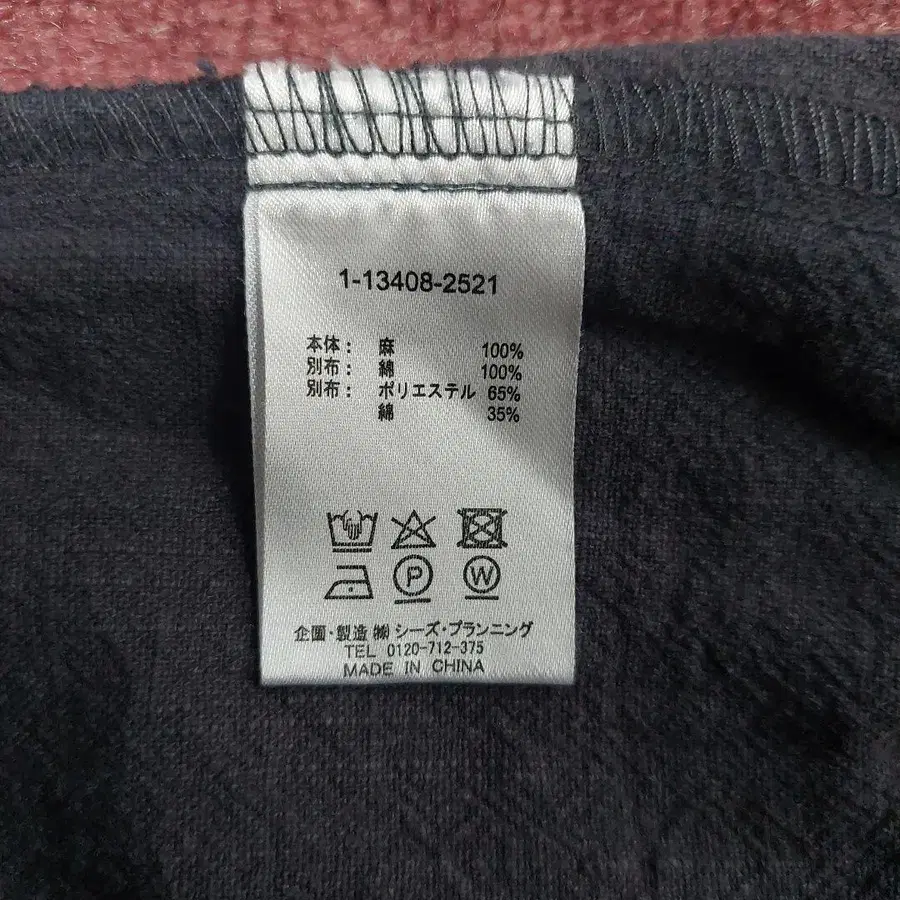 1-13408-2521
本体： 麻 100%
別布： 綿 100%
別布： ポリエステル 65%
綿 35%
P W
企画・製造 ㈱シーズ・プランニング
TEL 0120-712-375
MADE IN CHINA